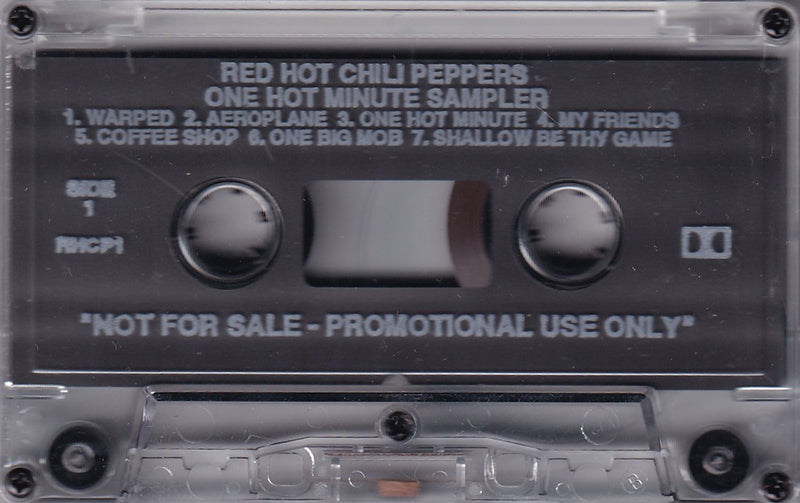 RED HOT CHILI PEPPERS
ONE HOT MINUTE SAMPLER
1. WARPED 2. AEROPLANE 3. ONE HOT MINUTE 4. MY FRIENDS
5. COFFEE SHOP 6. ONE BIG MOB 7. SHALLOW BE THY GAME
SIDE
1
RHCP1
"NOT FOR SALE - PROMOTIONAL USE ONLY"
B